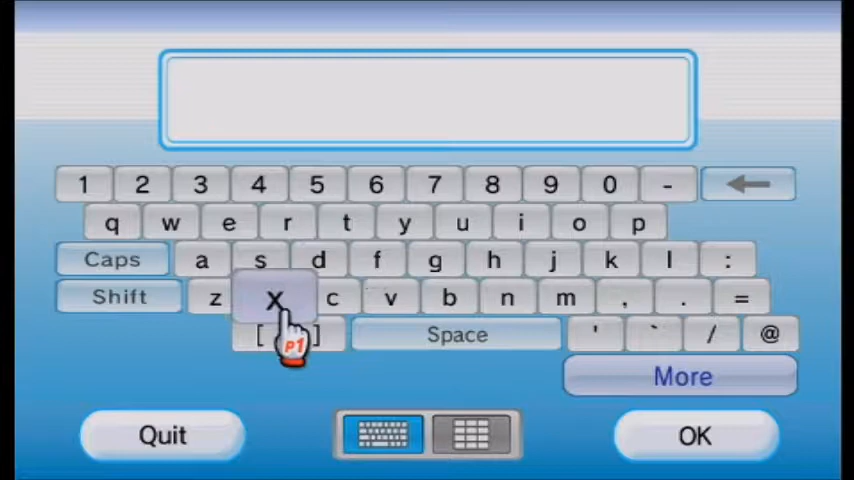 1 2 3 4 5 6 7 8 9 0 -
q w e r t y u i o p
Caps a s d f g h j k l :
Shift z x c v b n m , . =
[ ] Space ' ` / @
P1
More
Quit OK